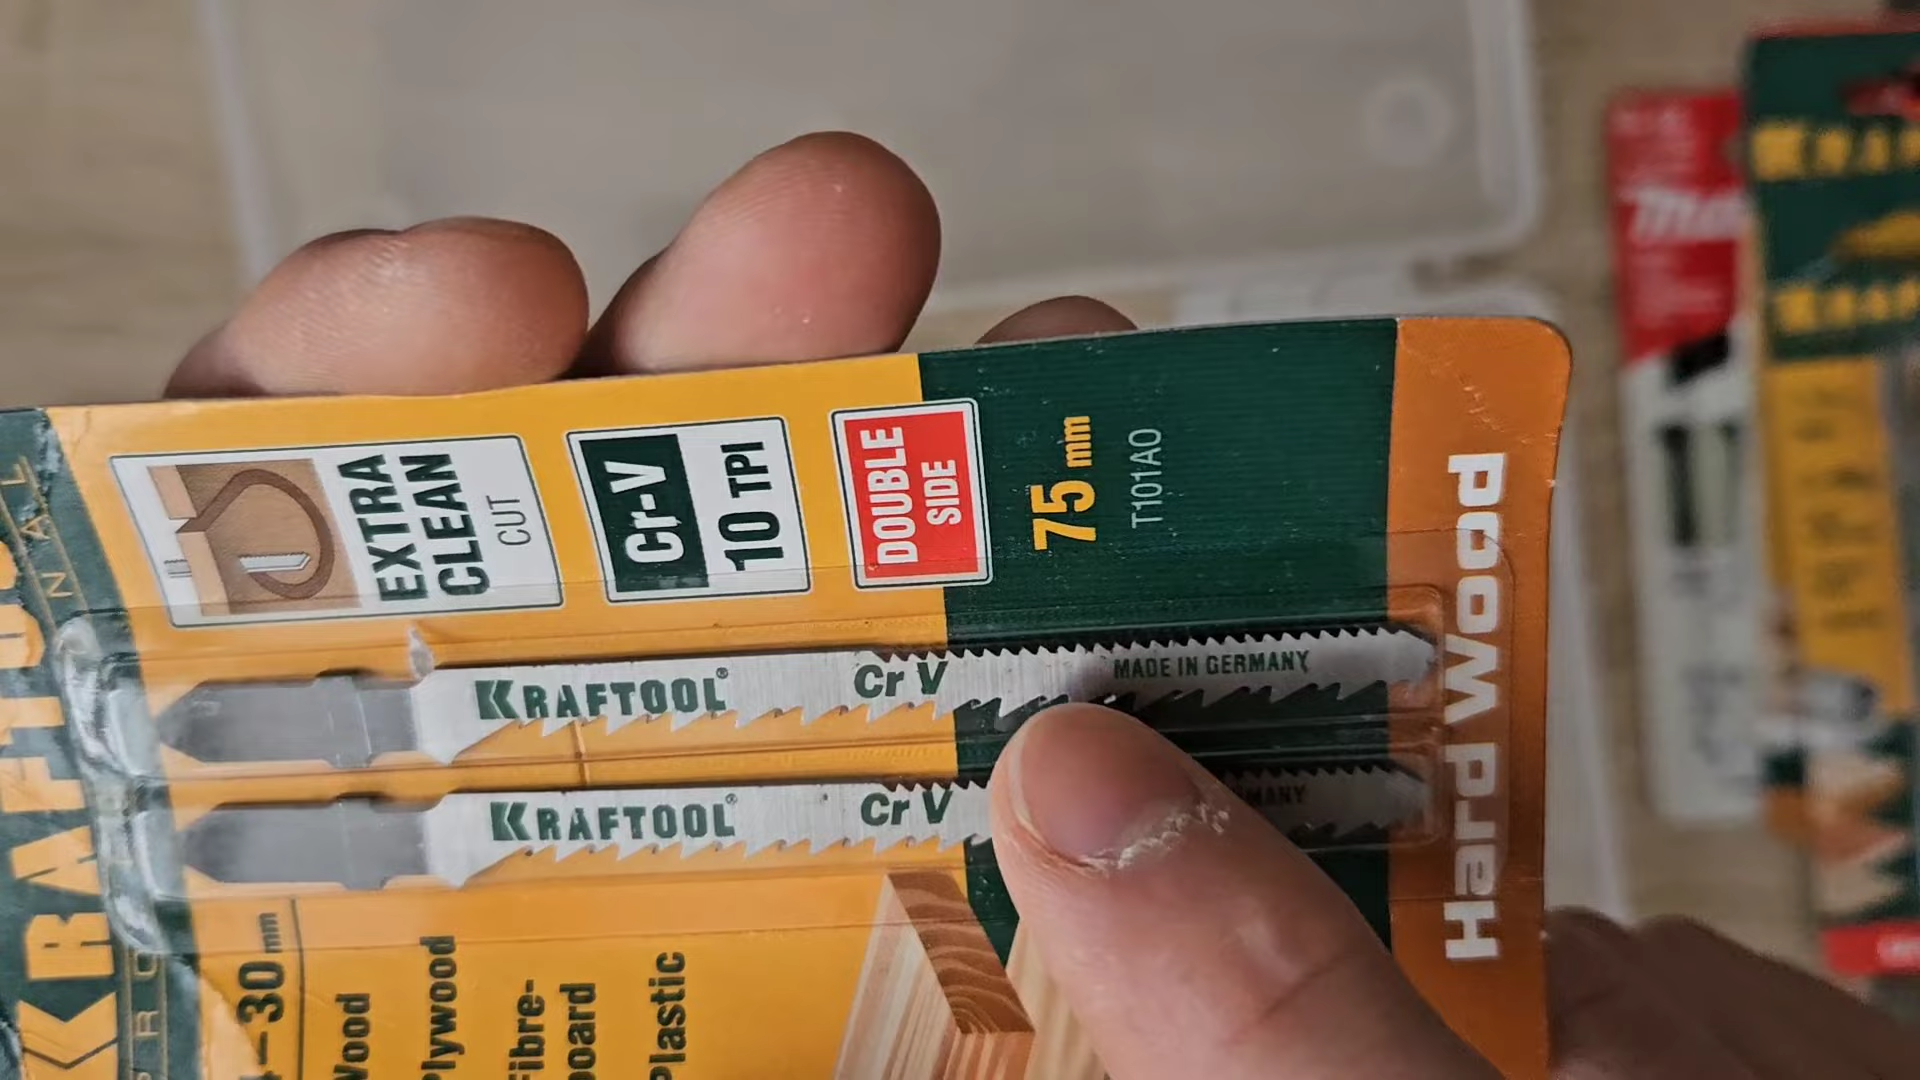 EXTRA
CLEAN
CUT
Cr-V
10 TPI
DOUBLE
SIDE
75 mm
T101AO
Hard Wood
KRAFTOOL®
Cr V
MADE IN GERMANY
KRAFTOOL®
Cr V
30 mm
Wood
Plywood
Fibre-
board
Plastic